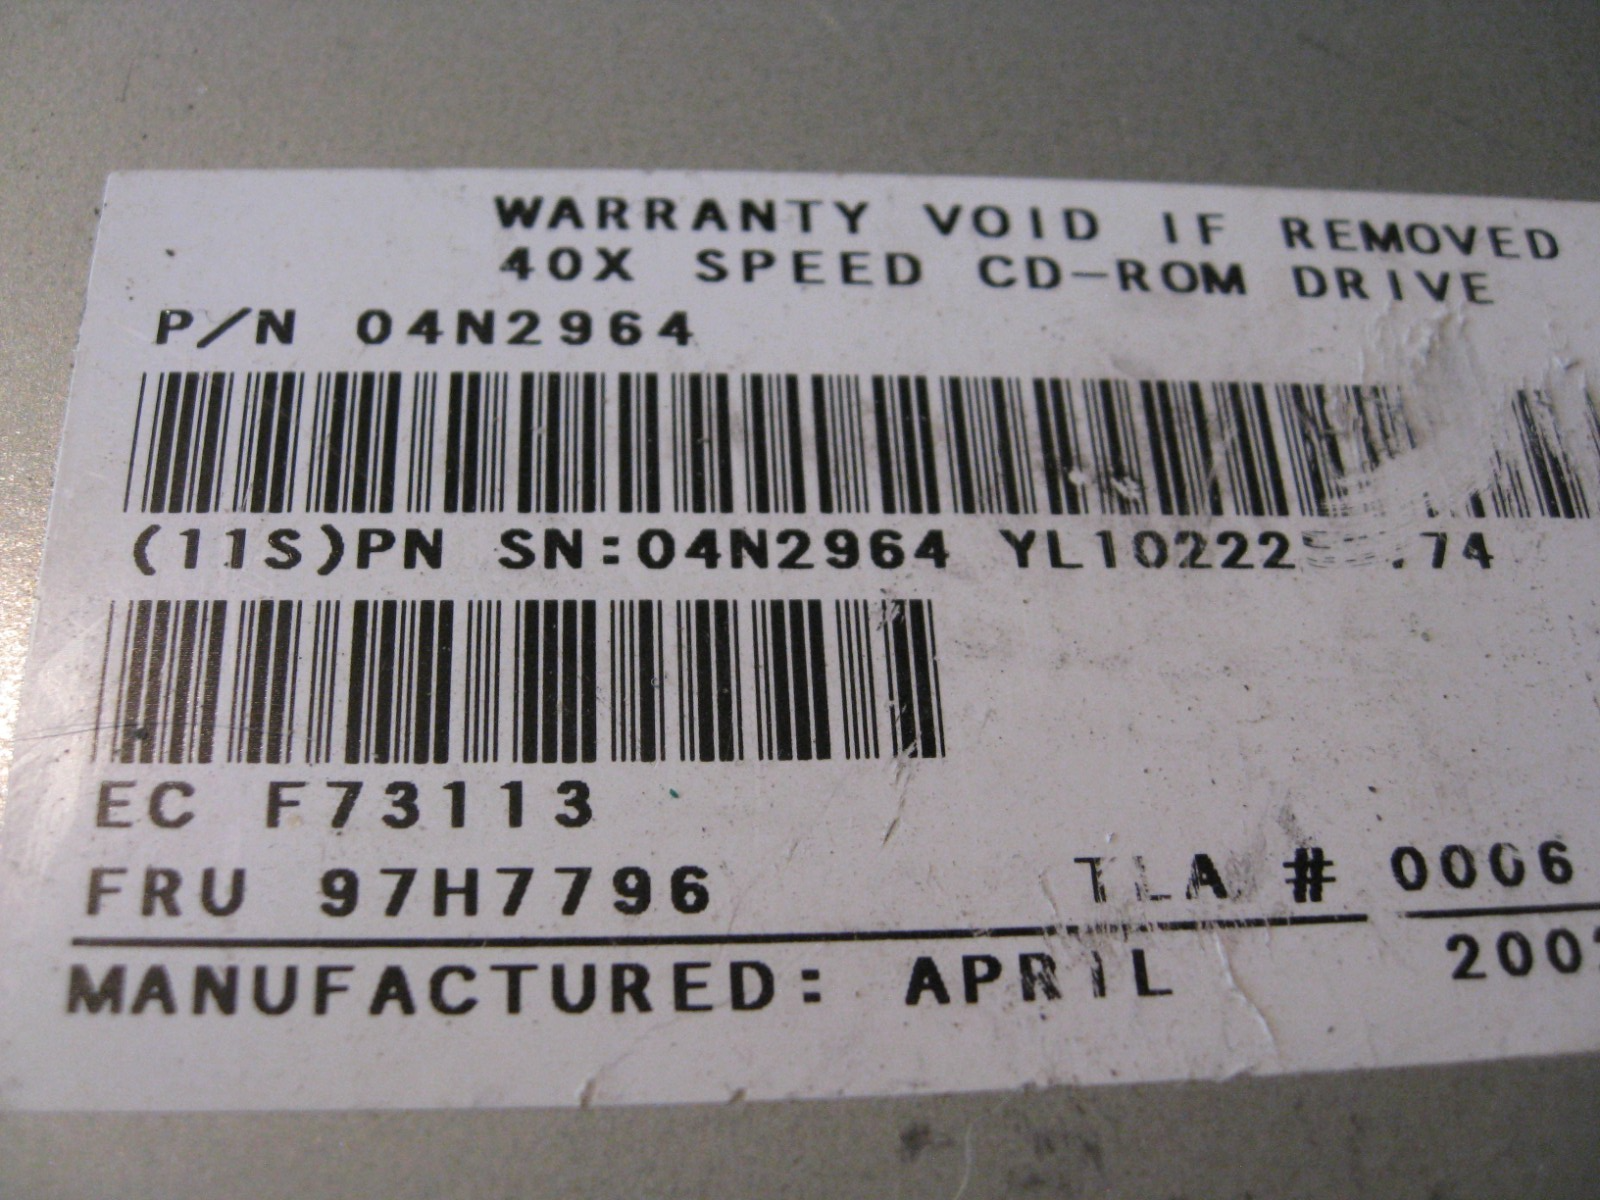 WARRANTY VOID IF REMOVED
40X SPEED CD-ROM DRIVE
P/N 04N2964
(11S)PN SN:04N2964
EC F73113
FRU 97H7796 TLA # 0006
MANUFACTURED: APRIL